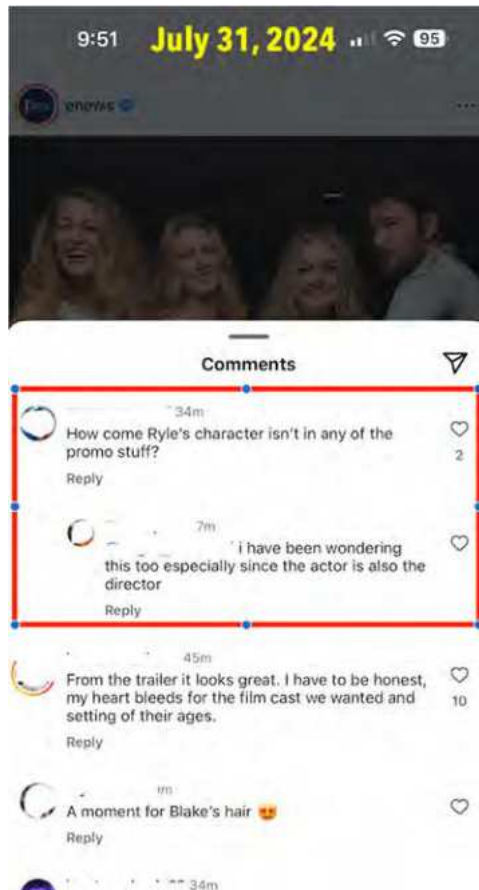 9:51 July 31, 2024 95
enews
Comments
34m
How come Ryle's character isn't in any of the
promo stuff?
2
Reply
7m
i have been wondering
this too especially since the actor is also the
director
Reply
45m
From the trailer it looks great. I have to be honest,
my heart bleeds for the film cast we wanted and
setting of their ages.
10
Reply
A moment for Blake's hair 😍
Reply
34m